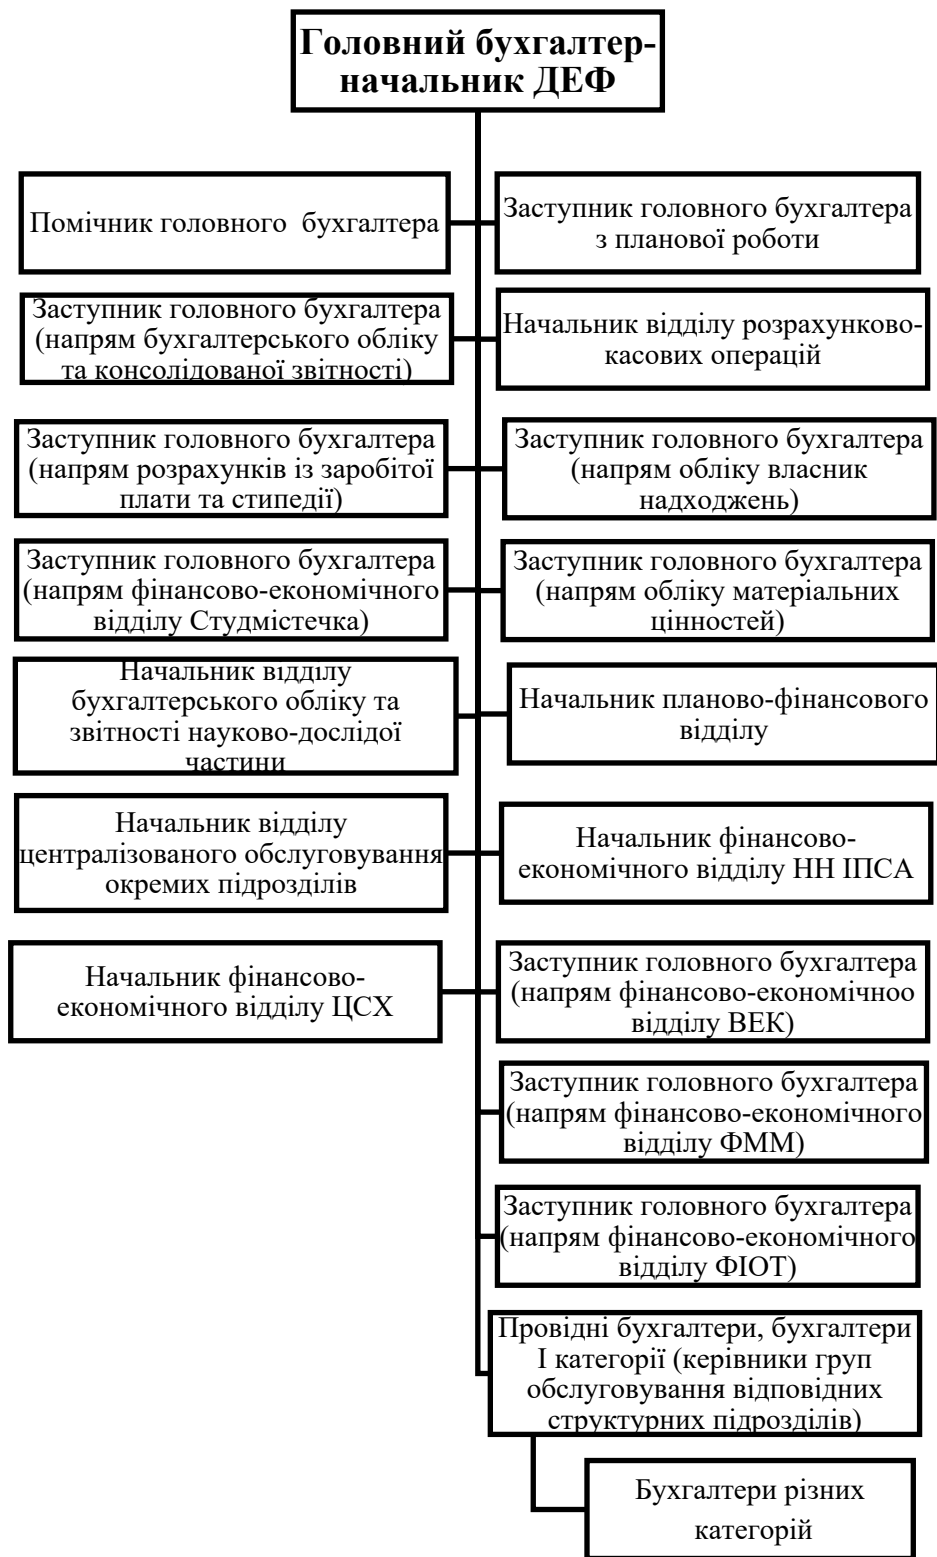 Головний бухгалтер-
начальник ДЕФ
Помічник головного бухгалтера
Заступник головного бухгалтера
з планової роботи
Заступник головного бухгалтера
(напрям бухгалтерського обліку
та консолідованої звітності)
Начальник відділу розрахунково-
касових операцій
Заступник головного бухгалтера
(напрям розрахунків із заробітої
плати та стипедії)
Заступник головного бухгалтера
(напрям обліку власник
надходжень)
Заступник головного бухгалтера
(напрям фінансово-економічного
відділу Студмістечка)
Заступник головного бухгалтера
(напрям обліку матеріальних
цінностей)
Начальник відділу
бухгалтерського обліку та
звітності науково-дослідої
частини
Начальник планово-фінансового
відділу
Начальник відділу
централізованого обслуговування
окремих підрозділів
Начальник фінансово-
економічного відділу НН ІПСА
Начальник фінансово-
економічного відділу ЦСХ
Заступник головного бухгалтера
(напрям фінансово-економічноо
відділу ВЕК)
Заступник головного бухгалтера
(напрям фінансово-економічного
відділу ФММ)
Заступник головного бухгалтера
(напрям фінансово-економічного
відділу ФІОТ)
Провідні бухгалтери, бухгалтери
І категорії (керівники груп
обслуговування відповідних
структурних підрозділів)
Бухгалтери різних
категорій